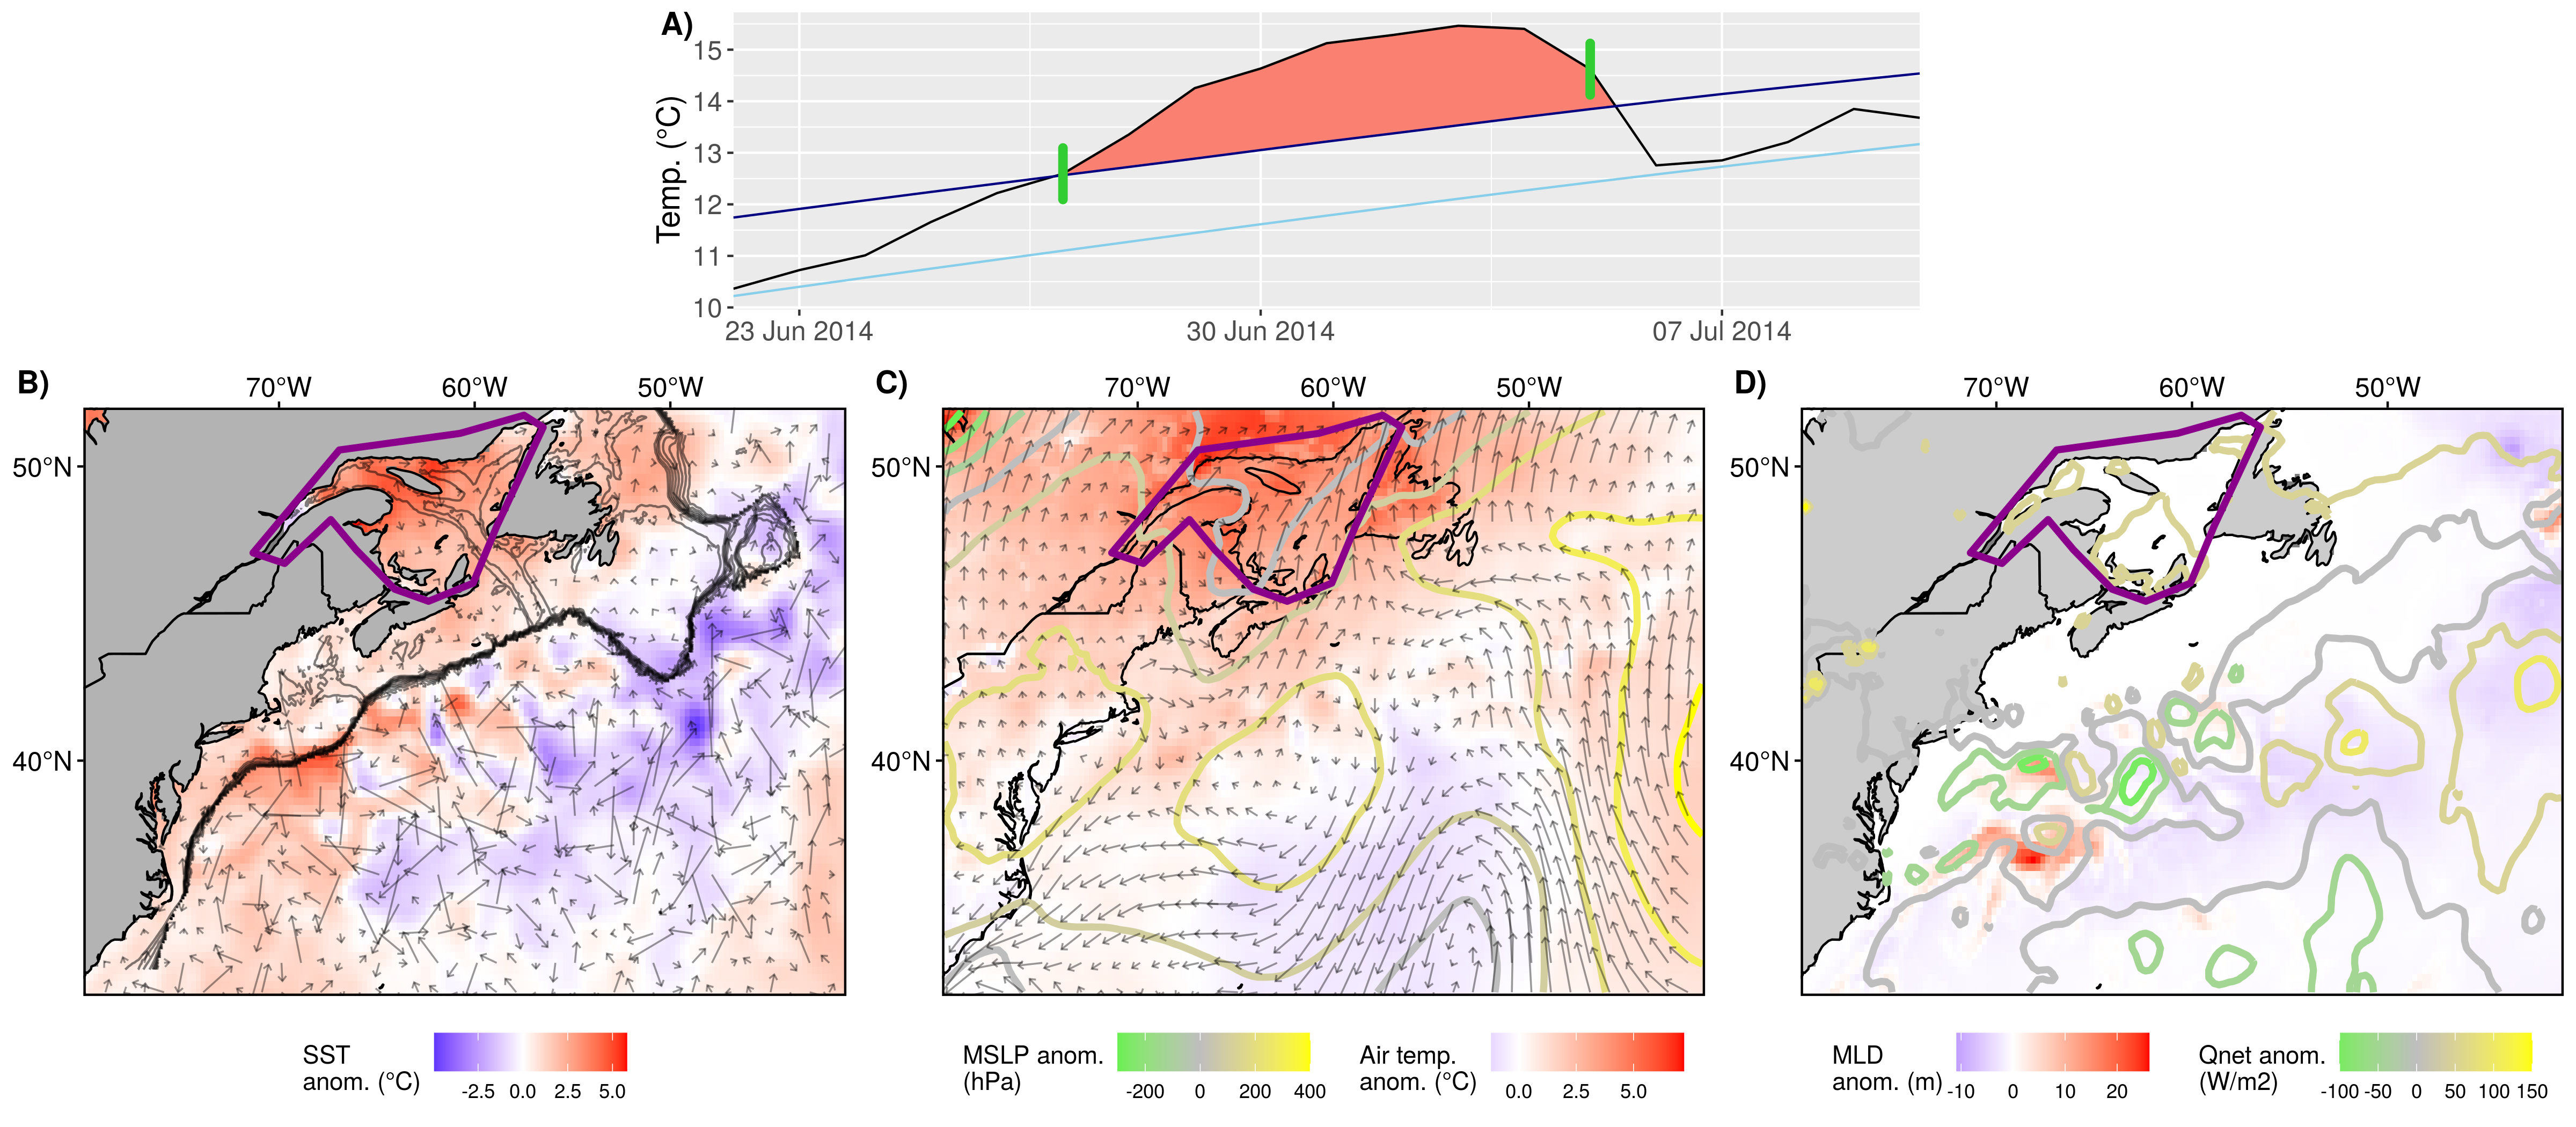 A)
Temp. (°C)
15
14
13
12
11
10
23 Jun 2014 30 Jun 2014 07 Jul 2014
B) 70°W 60°W 50°W
50°N
40°N
SST
anom. (°C)
-2.5 0.0 2.5 5.0
C) 70°W 60°W 50°W
50°N
40°N
MSLP anom.
(hPa)
-200 0 200 400
Air temp.
anom. (°C)
0.0 2.5 5.0
D) 70°W 60°W 50°W
50°N
40°N
MLD
anom. (m)
-10 0 10 20
Qnet anom.
(W/m2)
-100 -50 0 50 100 150